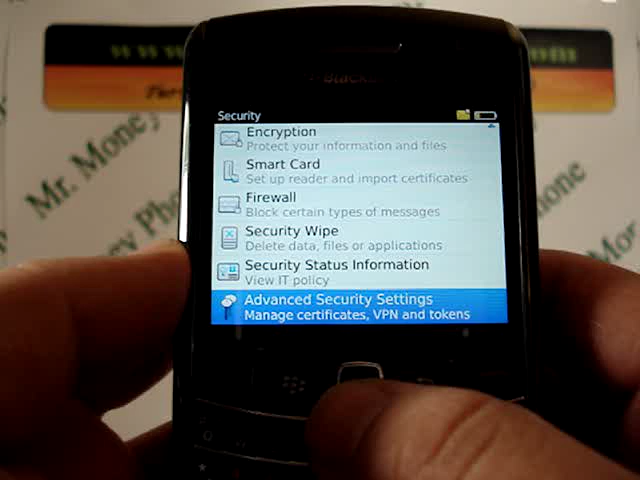 BlackBerry
Security
Encryption
Protect your information and files
Smart Card
Set up reader and import certificates
Firewall
Block certain types of messages
Security Wipe
Delete data, files or applications
Security Status Information
View IT policy
Advanced Security Settings
Manage certificates, VPN and tokens
Mr. Money